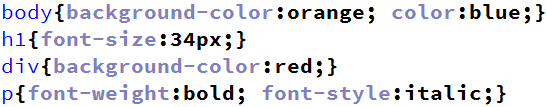 body{background-color:orange; color:blue;}
h1{font-size:34px;}
div{background-color:red;}
p{font-weight:bold; font-style:italic;}